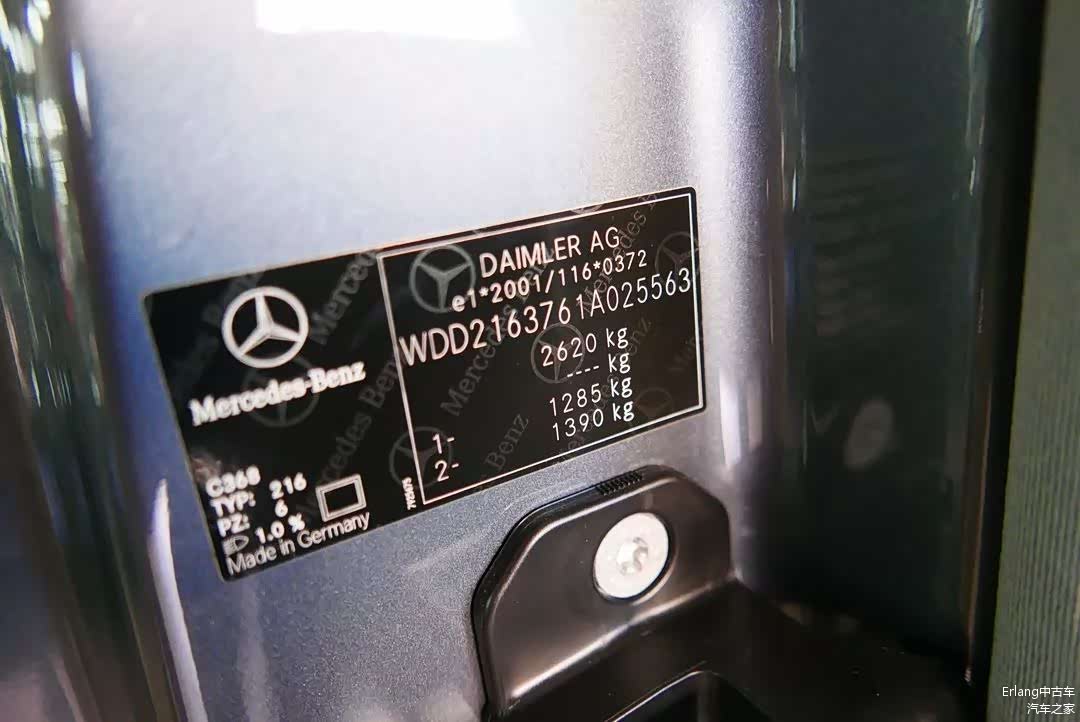 Mercedes-Benz
C368
TYP: 216
PZ: 6
1.0 %
Made in Germany
DAIMLER AG
e1*2001/116*0372
WDD2163761A025563
2620 kg
---- kg
1- 1285 kg
2- 1390 kg
Mercedes-Benz
Erlang中古车
汽车之家